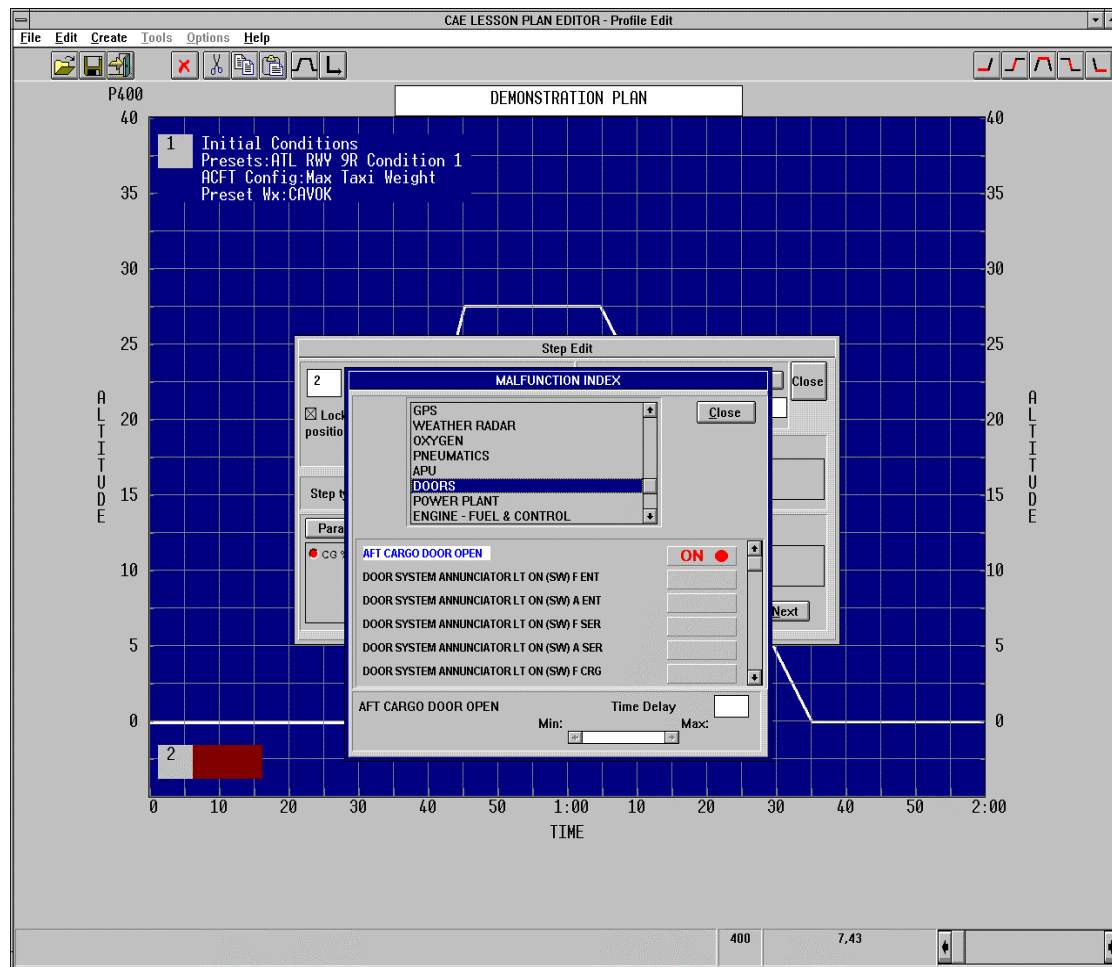 CAE LESSON PLAN EDITOR - Profile Edit
File Edit Create Tools Options Help
P400
DEMONSTRATION PLAN
40
35
30
25
20
15
10
5
0
ALTITUDE
1
Initial Conditions
Presets:ATL RWY 9R Condition 1
ACFT Config:Max Taxi Weight
Preset Wx:CAVOK
Step Edit
2
Close
Lock
positio
Step ty
Para
CG %
Next
MALFUNCTION INDEX
GPS
WEATHER RADAR
OXYGEN
PNEUMATICS
APU
DOORS
POWER PLANT
ENGINE - FUEL & CONTROL
Close
AFT CARGO DOOR OPEN ON
DOOR SYSTEM ANNUNCIATOR LT ON (SW) F ENT
DOOR SYSTEM ANNUNCIATOR LT ON (SW) A ENT
DOOR SYSTEM ANNUNCIATOR LT ON (SW) F SER
DOOR SYSTEM ANNUNCIATOR LT ON (SW) A SER
DOOR SYSTEM ANNUNCIATOR LT ON (SW) F CRG
AFT CARGO DOOR OPEN Time Delay
Min: Max:
40
35
30
25
20
15
10
5
0
ALTITUDE
2
0 10 20 30 40 50 1:00 10 20 30 40 50 2:00
TIME
400 7,43